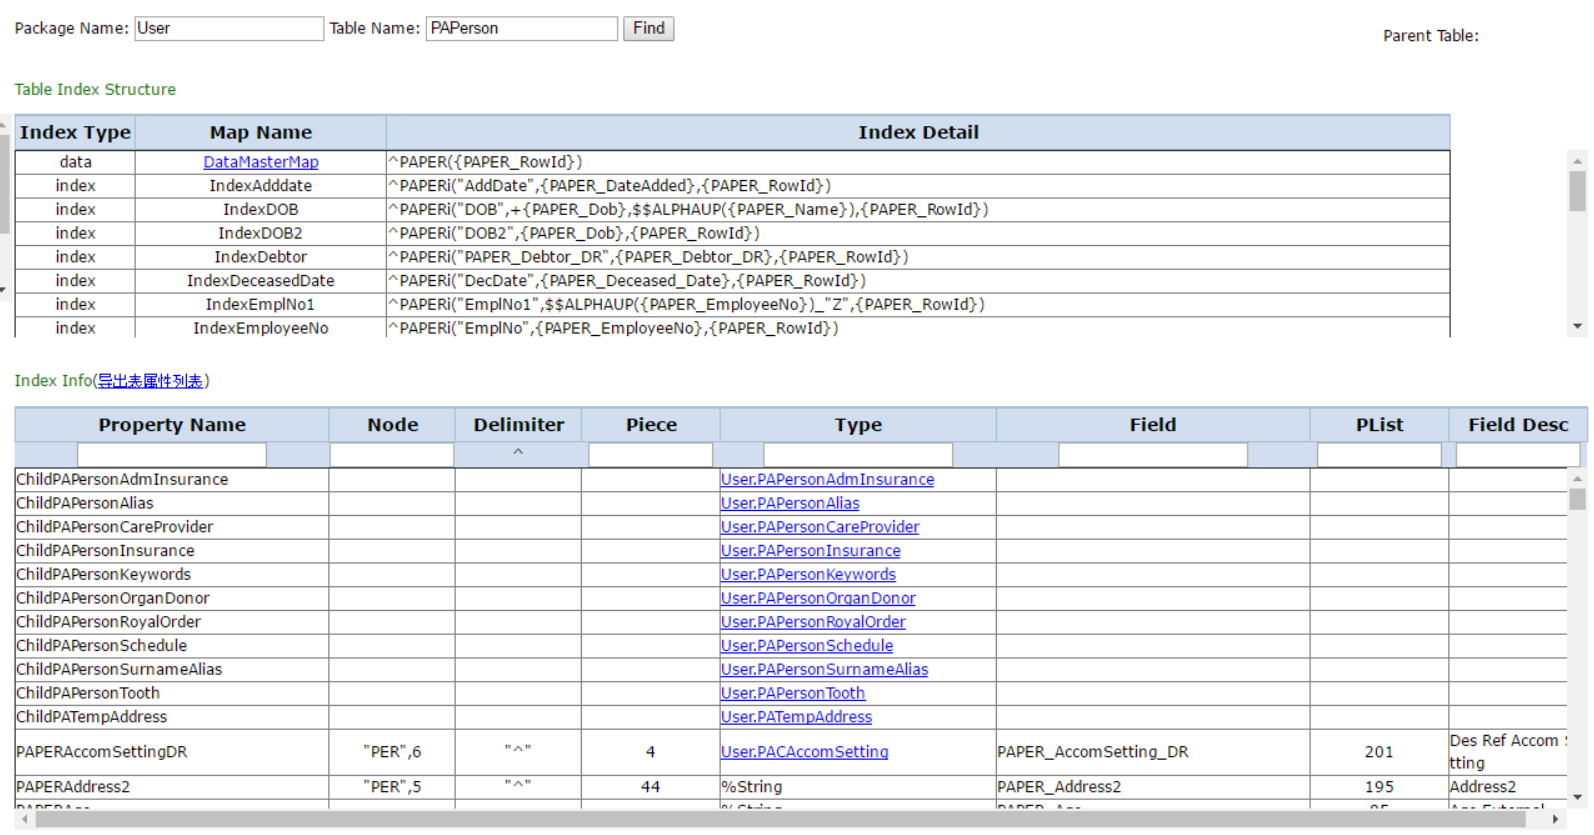 Package Name: User Table Name: PAPerson Find
Parent Table:
Table Index Structure
Index Type Map Name Index Detail
data DataMasterMap ^PAPER({PAPER_RowId})
index IndexAdddate ^PAPERi("AddDate",{PAPER_DateAdded},{PAPER_RowId})
index IndexDOB ^PAPERi("DOB",+{PAPER_Dob},$$ALPHAUP({PAPER_Name}),{PAPER_RowId})
index IndexDOB2 ^PAPERi("DOB2",{PAPER_Dob},{PAPER_RowId})
index IndexDebtor ^PAPERi("PAPER_Debtor_DR",{PAPER_Debtor_DR},{PAPER_RowId})
index IndexDeceasedDate ^PAPERi("DecDate",{PAPER_Deceased_Date},{PAPER_RowId})
index IndexEmplNo1 ^PAPERi("EmplNo1",$$ALPHAUP({PAPER_EmployeeNo})_"Z",{PAPER_RowId})
index IndexEmployeeNo ^PAPERi("EmplNo",{PAPER_EmployeeNo},{PAPER_RowId})
Index Info(导出表属性列表)
Property Name Node Delimiter Piece Type Field PList Field Desc
^
ChildPAPersonAdmInsurance User.PAPersonAdmInsurance
ChildPAPersonAlias User.PAPersonAlias
ChildPAPersonCareProvider User.PAPersonCareProvider
ChildPAPersonInsurance User.PAPersonInsurance
ChildPAPersonKeywords User.PAPersonKeywords
ChildPAPersonOrganDonor User.PAPersonOrganDonor
ChildPAPersonRoyalOrder User.PAPersonRoyalOrder
ChildPAPersonSchedule User.PAPersonSchedule
ChildPAPersonSurnameAlias User.PAPersonSurnameAlias
ChildPAPersonTooth User.PAPersonTooth
ChildPATempAddress User.PATempAddress
PAPERAccomSettingDR "PER",6 "^" 4 User.PACAccomSetting PAPER_AccomSetting_DR 201 Des Ref Accom
tting
PAPERAddress2 "PER",5 "^" 44 %String PAPER_Address2 195 Address2